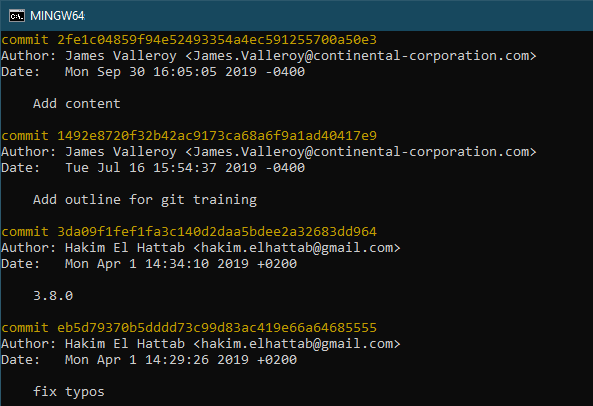 MINGW64
commit 2fe1c04859f94e52493354a4ec591255700a50e3
Author: James Valleroy <James.Valleroy@continental-corporation.com>
Date:   Mon Sep 30 16:05:05 2019 -0400
Add content
commit 1492e8720f32b42ac9173ca68a6f9a1ad40417e9
Author: James Valleroy <James.Valleroy@continental-corporation.com>
Date:   Tue Jul 16 15:54:37 2019 -0400
Add outline for git training
commit 3da09f1fef1fa3c140d2daa5bdee2a32683dd964
Author: Hakim El Hattab <hakim.elhattab@gmail.com>
Date:   Mon Apr 1 14:34:10 2019 +0200
3.8.0
commit eb5d79370b5dddd73c99d83ac419e66a64685555
Author: Hakim El Hattab <hakim.elhattab@gmail.com>
Date:   Mon Apr 1 14:29:26 2019 +0200
fix typos